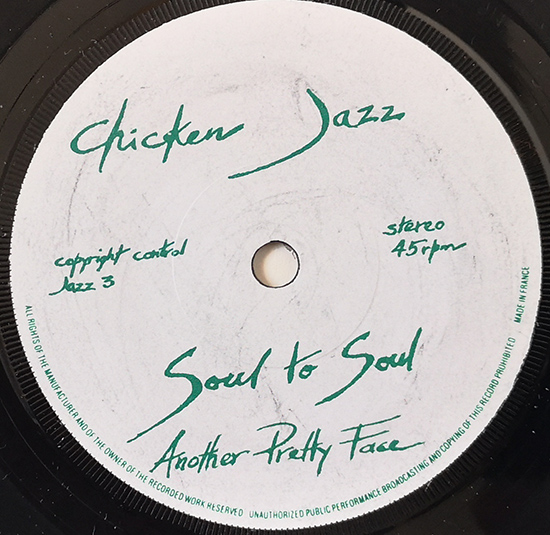 Chicken Jazz
copyright control
Jazz 3
stereo
45 rpm
Soul to Soul
Another Pretty Face
ALL RIGHTS OF THE MANUFACTURER AND OF THE OWNER OF THE RECORDED WORK RESERVED UNAUTHORIZED PUBLIC PERFORMANCE BROADCASTING AND COPYING OF THIS RECORD PROHIBITED MADE IN FRANCE